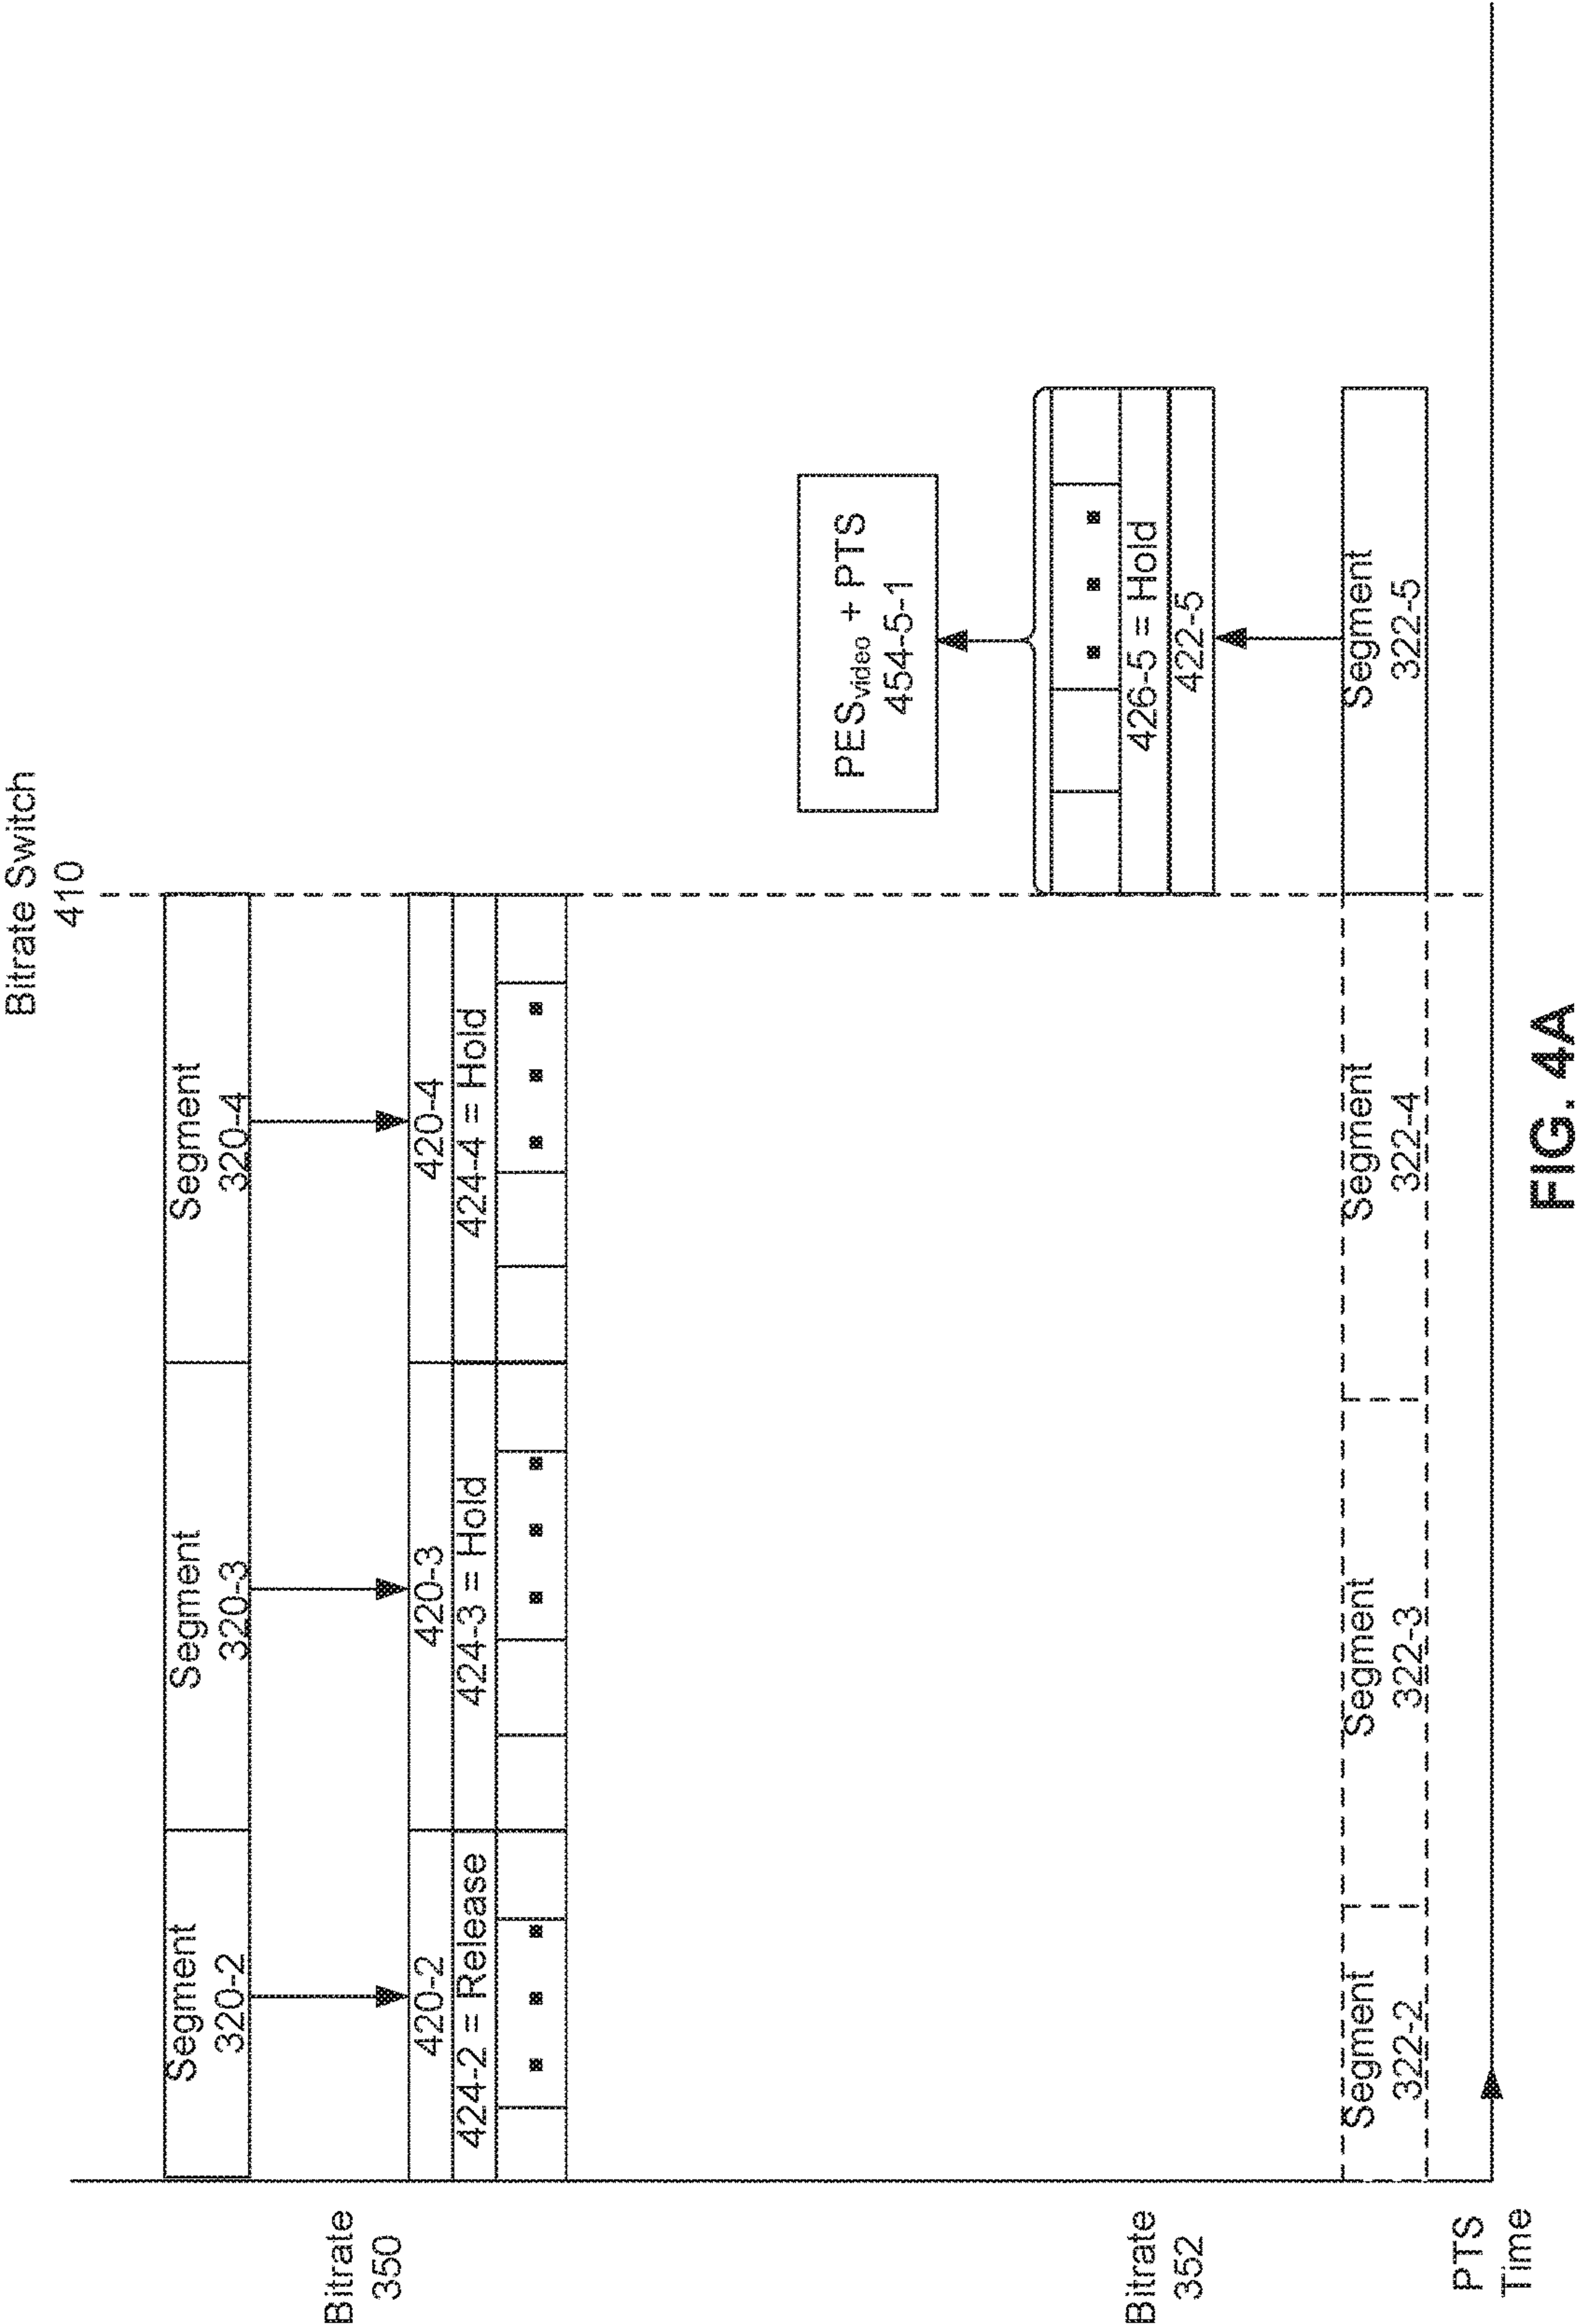 Bitrate Switch
410
Bitrate
350
Segment
320-2
Segment
320-3
Segment
320-4
420-2
420-3
420-4
424-2 = Release
424-3 = Hold
424-4 = Hold
PES video + PTS
454-5-1
Bitrate
352
426-5 = Hold
422-5
Segment
322-2
Segment
322-3
Segment
322-4
Segment
322-5
PTS
Time
FIG. 4A